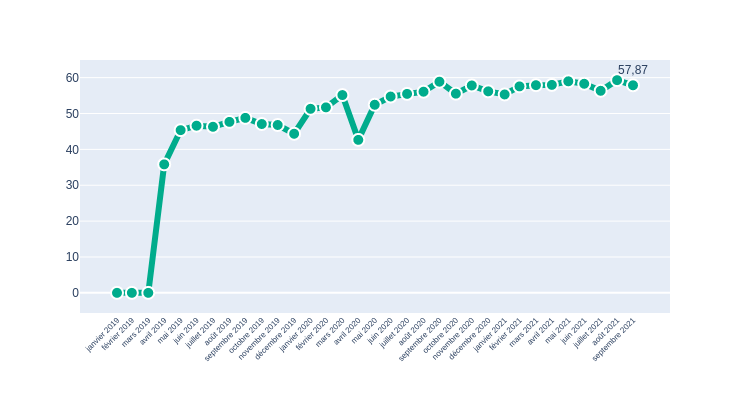 57,87
60
50
40
30
20
10
0
janvier 2019
février 2019
mars 2019
avril 2019
mai 2019
juin 2019
juillet 2019
août 2019
septembre 2019
octobre 2019
novembre 2019
décembre 2019
janvier 2020
février 2020
mars 2020
avril 2020
mai 2020
juin 2020
juillet 2020
août 2020
septembre 2020
octobre 2020
novembre 2020
décembre 2020
janvier 2021
février 2021
mars 2021
avril 2021
mai 2021
juin 2021
juillet 2021
août 2021
septembre 2021